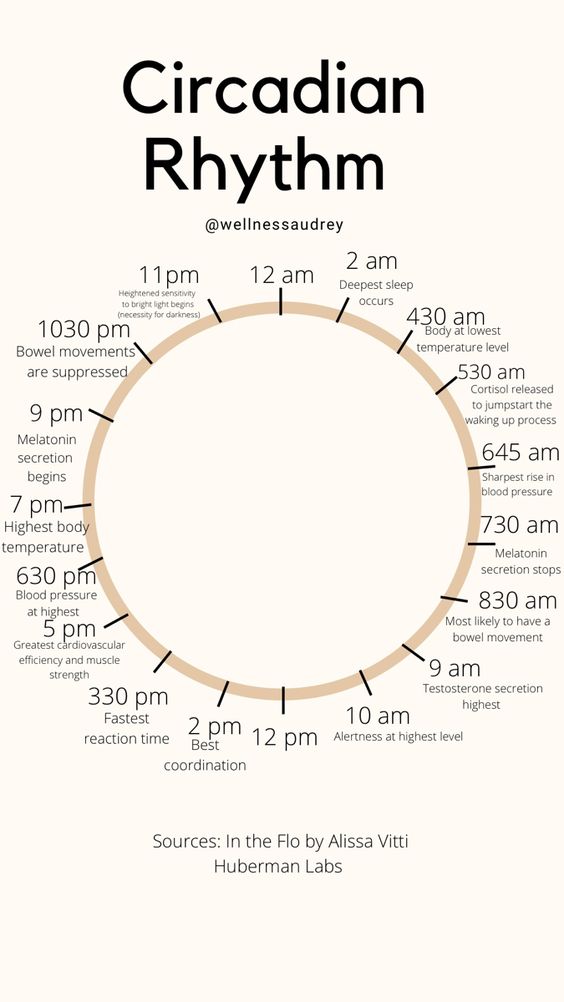 Circadian
Rhythm
@wellnessaudrey
12 am
2 am
Deepest sleep
occurs
430 am
Body at lowest
temperature level
530 am
Cortisol released
to jumpstart the
waking up process
645 am
Sharpest rise in
blood pressure
730 am
Melatonin
secretion stops
830 am
Most likely to have a
bowel movement
9 am
Testosterone secretion
highest
10 am
Alertness at highest level
12 pm
2 pm
Best
coordination
330 pm
Fastest
reaction time
5 pm
Greatest cardiovascular
efficiency and muscle
strength
630 pm
Blood pressure
at highest
7 pm
Highest body
temperature
9 pm
Melatonin
secretion
begins
1030 pm
Bowel movements
are suppressed
11pm
Heightened sensitivity
to bright light begins
(necessity for darkness)
Sources: In the Flo by Alissa Vitti
Huberman Labs